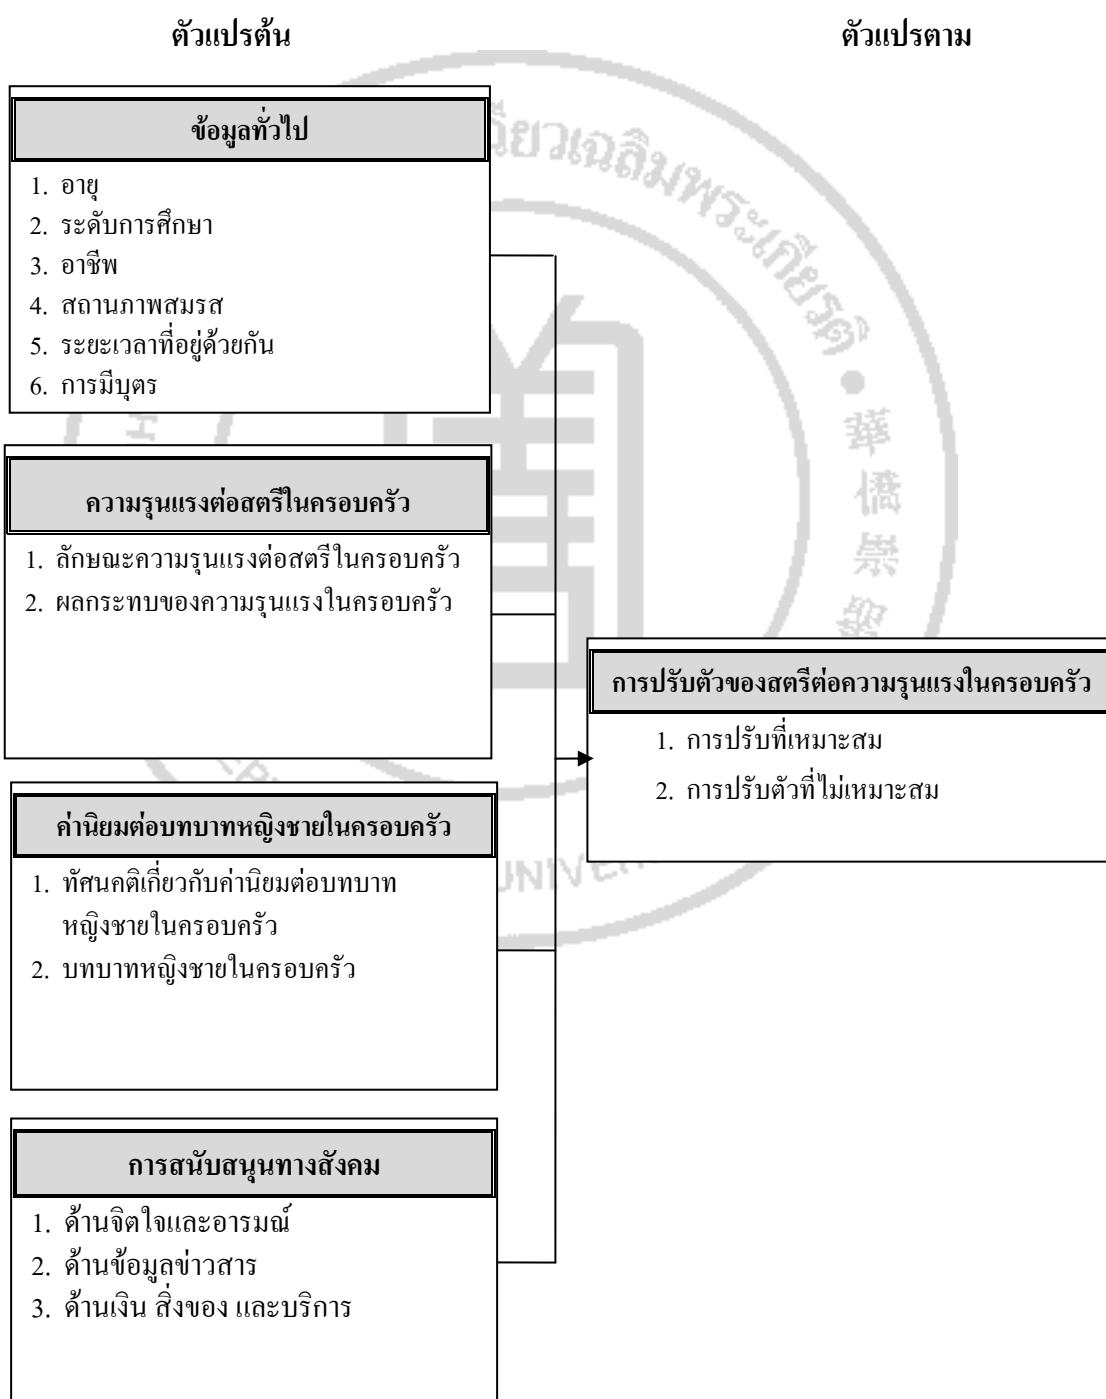 ตัวแปรต้น
ตัวแปรตาม
ข้อมูลทั่วไป
1. อายุ
2. ระดับการศึกษา
3. อาชีพ
4. สถานภาพสมรส
5. ระยะเวลาที่อยู่ด้วยกัน
6. การมีบุตร
ความรุนแรงต่อสตรีในครอบครัว
1. ลักษณะความรุนแรงต่อสตรีในครอบครัว
2. ผลกระทบของความรุนแรงในครอบครัว
ค่านิยมต่อบทบาทหญิงชายในครอบครัว
1. ทัศนคติเกี่ยวกับค่านิยมต่อบทบาท
หญิงชายในครอบครัว
2. บทบาทหญิงชายในครอบครัว
การสนับสนุนทางสังคม
1. ด้านจิตใจและอารมณ์
2. ด้านข้อมูลข่าวสาร
3. ด้านเงิน สิ่งของ และบริการ
การปรับตัวของสตรีต่อความรุนแรงในครอบครัว
1. การปรับที่เหมาะสม
2. การปรับตัวที่ไม่เหมาะสม
ยวเฉลิมพระเกียรติ
華僑崇